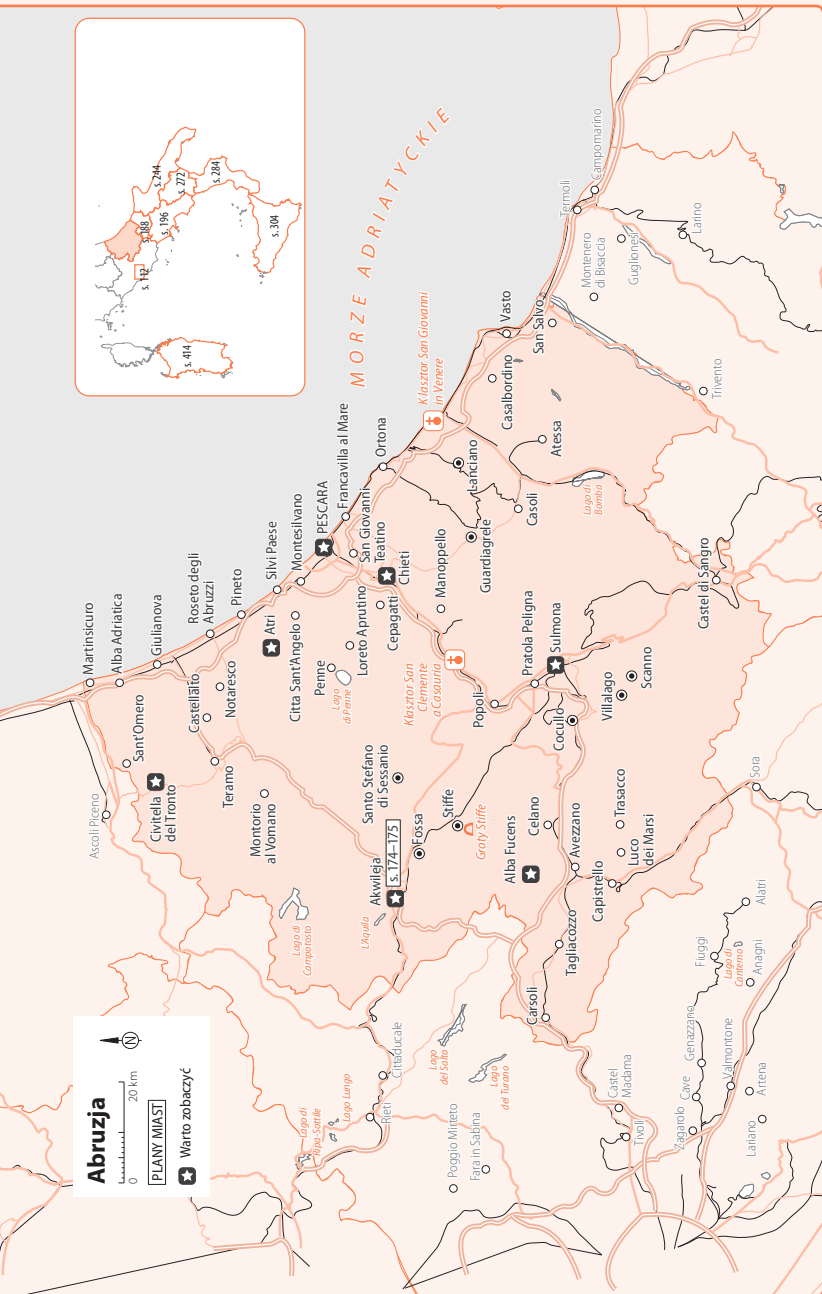 Abruzja
0
20 km
N
PLANY MIAST
Warto zobaczyć
s. 112
s. 188
s. 196
s. 244
s. 272
s. 284
s. 304
s. 414
MORZE ADRIATYCKIE
Martinsicuro
Alba Adriatica
Giulianova
Roseto degli
Abruzzi
Pineto
Silvi Paese
Montesilvano
PESCARA
Francavilla al Mare
Ortona
Klasztor San Giovanni
in Venere
Vasto
San Salvo
Termoli
Campomarino
Ascoli Piceno
Sant'Omero
Civitella
del Tronto
Castellalto
Notaresco
Teramo
Montorio
al Vomano
Atri
Citta Sant'Angelo
Penne
Lago
di Penne
Loreto Aprutino
Cepagatti
San Giovanni
Teatino
Chieti
Manoppello
Guardiagrele
Lanciano
Casoli
Casalbordino
Atessa
Lago di
Bomba
Montenero
di Bisaccia
Guglionesi
Larino
Trivento
Klasztor San
Clemente
a Casauria
Santo Stefano
di Sessanio
Lago di
Campotosto
Akwileja
s. 174–175
L'Aquila
Fossa
Stiffe
Groty Stiffe
Popoli
Pratola Peligna
Sulmona
Cocullo
Villalago
Scanno
Castel di Sangro
Alba Fucens
Celano
Avezzano
Trasacco
Luco
dei Marsi
Capistrello
Tagliacozzo
Carsoli
Sora
Alatri
Fiuggi
Lago di
Canterno
Anagni
Lago di
Ripa-Sottile
Lago Lungo
Rieti
Cittaducale
Lago
del Salto
Lago
del Turano
Poggio Mirteto
Fara in Sabina
Castel
Madama
Tivoli
Zagarolo
Cave
Genazzano
Valmontone
Artena
Lariano